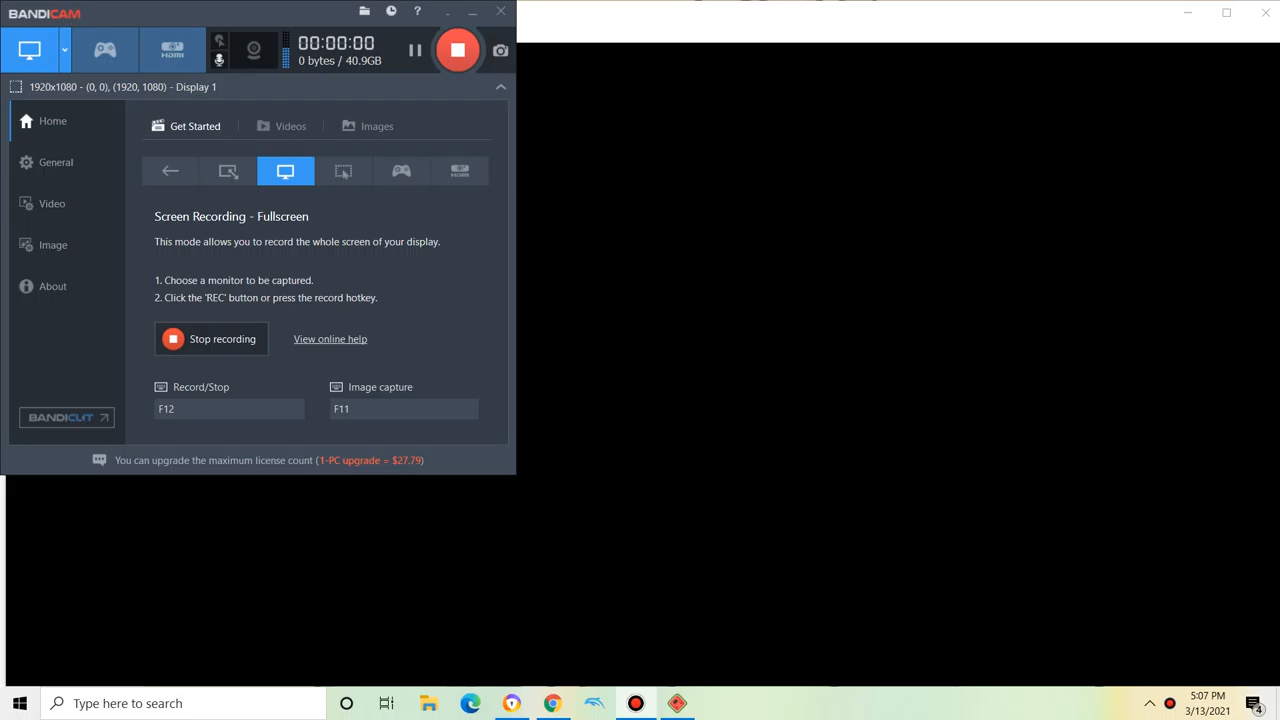 BANDICAM
?
HDMI
00:00:00
0 bytes / 40.9GB
1920x1080 - (0, 0), (1920, 1080) - Display 1
Home
General
Video
Image
About
BANDICUT
Get Started
Videos
Images
HDMI
Screen Recording - Fullscreen
This mode allows you to record the whole screen of your display.
1. Choose a monitor to be captured.
2. Click the 'REC' button or press the record hotkey.
Stop recording
View online help
Record/Stop
Image capture
F12
F11
You can upgrade the maximum license count (1-PC upgrade = $27.79)
Type here to search
5:07 PM
3/13/2021
4